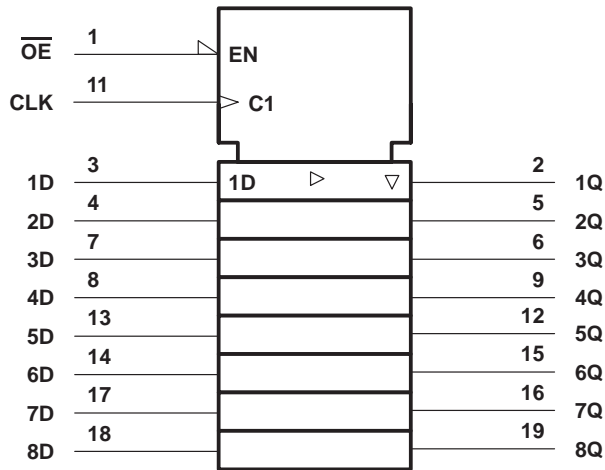 OE 1 EN
CLK 11 C1
1D 3 1D 2 1Q
2D 4 5 2Q
3D 7 6 3Q
4D 8 9 4Q
5D 13 12 5Q
6D 14 15 6Q
7D 17 16 7Q
8D 18 19 8Q